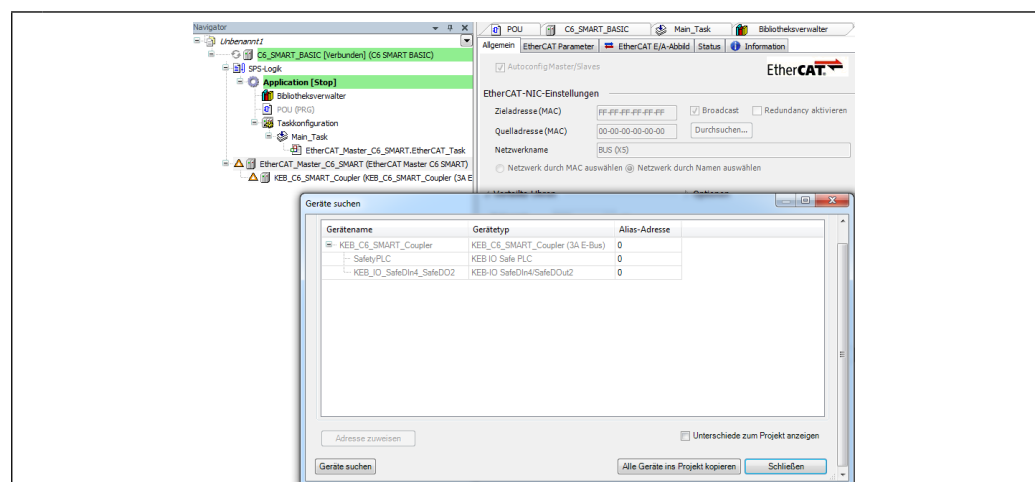 Navigator
POU C6_SMART_BASIC Main_Task Bibliotheksverwalter
Unbenannt1
C6_SMART_BASIC [Verbunden] (C6 SMART BASIC)
SPS-Logik
Application [Stop]
Bibliotheksverwalter
POU (PRG)
Taskkonfiguration
Main_Task
EtherCAT_Master_C6_SMART.EtherCAT_Task
EtherCAT_Master_C6_SMART (EtherCAT Master C6 SMART)
KEB_C6_SMART_Coupler (KEB_C6_SMART_Coupler (3A E
Allgemein EtherCAT Parameter EtherCAT E/A-Abbild Status Information
AutoconfigMaster/Slaves
EtherCAT
EtherCAT-NIC-Einstellungen
Zieladresse (MAC) FF-FF-FF-FF-FF-FF Broadcast Redundancy aktivieren
Quelladresse (MAC) 00-00-00-00-00-00 Durchsuchen...
Netzwerkname BUS (X5)
Netzwerk durch MAC auswählen Netzwerk durch Namen auswählen
Verteilte Uhren Optionen
Geräte suchen
Gerätename Gerätetyp Alias-Adresse
KEB_C6_SMART_Coupler KEB_C6_SMART_Coupler (3A E-Bus) 0
SafetyPLC KEB IO Safe PLC 0
KEB_IO_SafeDIn4_SafeDO2 KEB-IO SafeDIn4/SafeDOut2 0
Adresse zuweisen Unterschiede zum Projekt anzeigen
Geräte suchen Alle Geräte ins Projekt kopieren Schließen